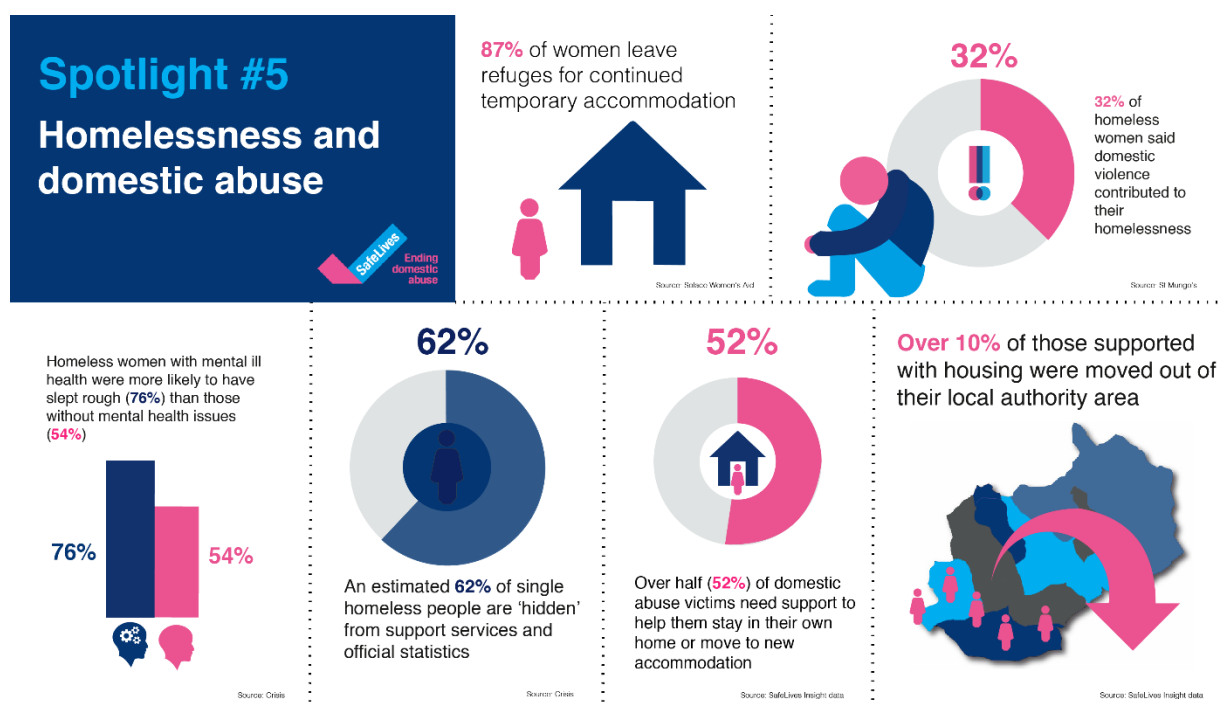 Spotlight #5
Homelessness and
domestic abuse
SafeLives
Ending
domestic
abuse
87% of women leave
refuges for continued
temporary accommodation
Source: Solace Women's Aid
32%
32% of
homeless
women said
domestic
violence
contributed to
their
homelessness
Source: St Mungo's
Homeless women with mental ill
health were more likely to have
slept rough (76%) than those
without mental health issues
(54%)
76%
54%
Source: Crisis
62%
An estimated 62% of single
homeless people are ‘hidden’
from support services and
official statistics
Source: Crisis
52%
Over half (52%) of domestic
abuse victims need support to
help them stay in their own
home or move to new
accommodation
Source: SafeLives Insight data
Over 10% of those supported
with housing were moved out of
their local authority area
Source: SafeLives Insight data